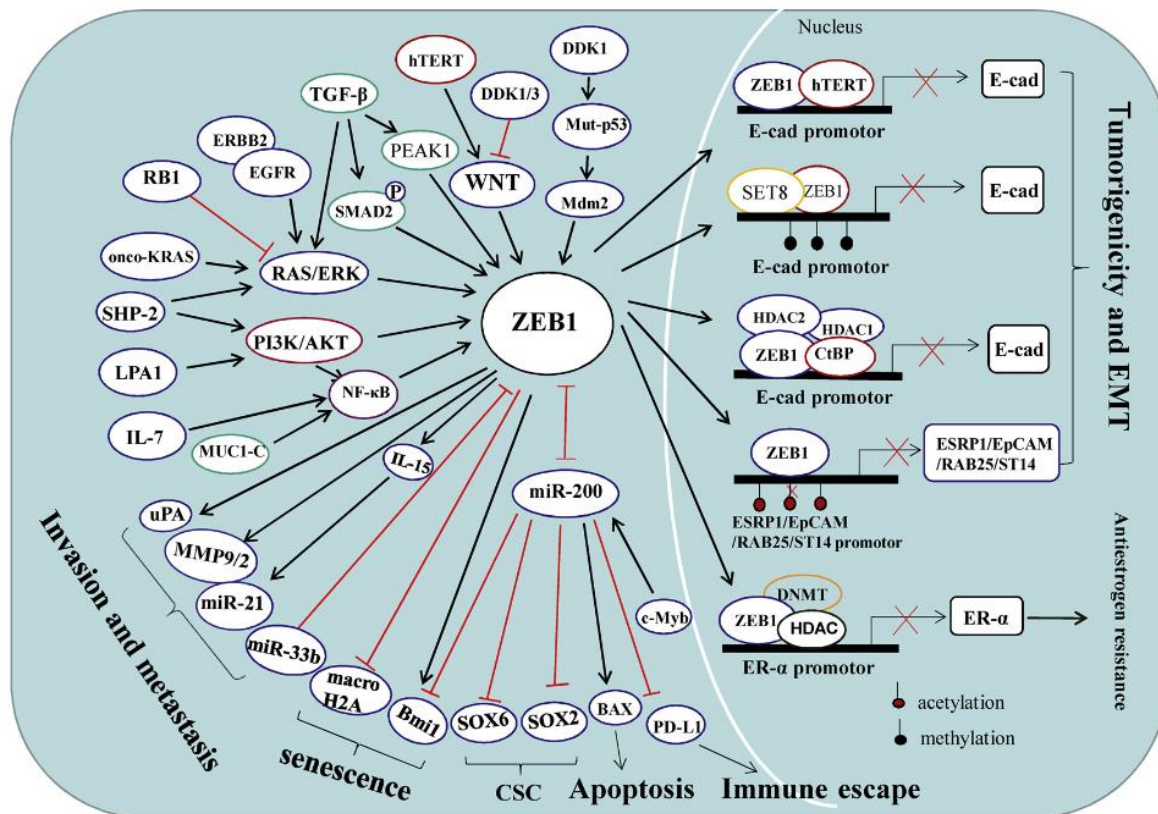 Nucleus
hTERT
DDK1
DDK1/3
TGF-β
ERBB2
EGFR
PEAK1
Mut-p53
RB1
WNT
P
SMAD2
Mdm2
onco-KRAS
RAS/ERK
SHP-2
ZEB1
PI3K/AKT
LPA1
NF-κB
IL-7
MUC1-C
IL-15
miR-200
uPA
MMP9/2
miR-21
miR-33b
macro
H2A
Bmi1
SOX6
SOX2
BAX
PD-L1
c-Myb
Invasion and metastasis
senescence
CSC
Apoptosis
Immune escape
ZEB1
hTERT
E-cad
E-cad promotor
SET8
ZEB1
E-cad
E-cad promotor
HDAC2
HDAC1
ZEB1
CtBP
E-cad
E-cad promotor
ZEB1
ESRP1/EpCAM
/RAB25/ST14
ESRP1/EpCAM
/RAB25/ST14 promotor
DNMT
ZEB1
HDAC
ER-α
ER-α promotor
acetylation
methylation
Tumorigenicity and EMT
Antiestrogen resistance